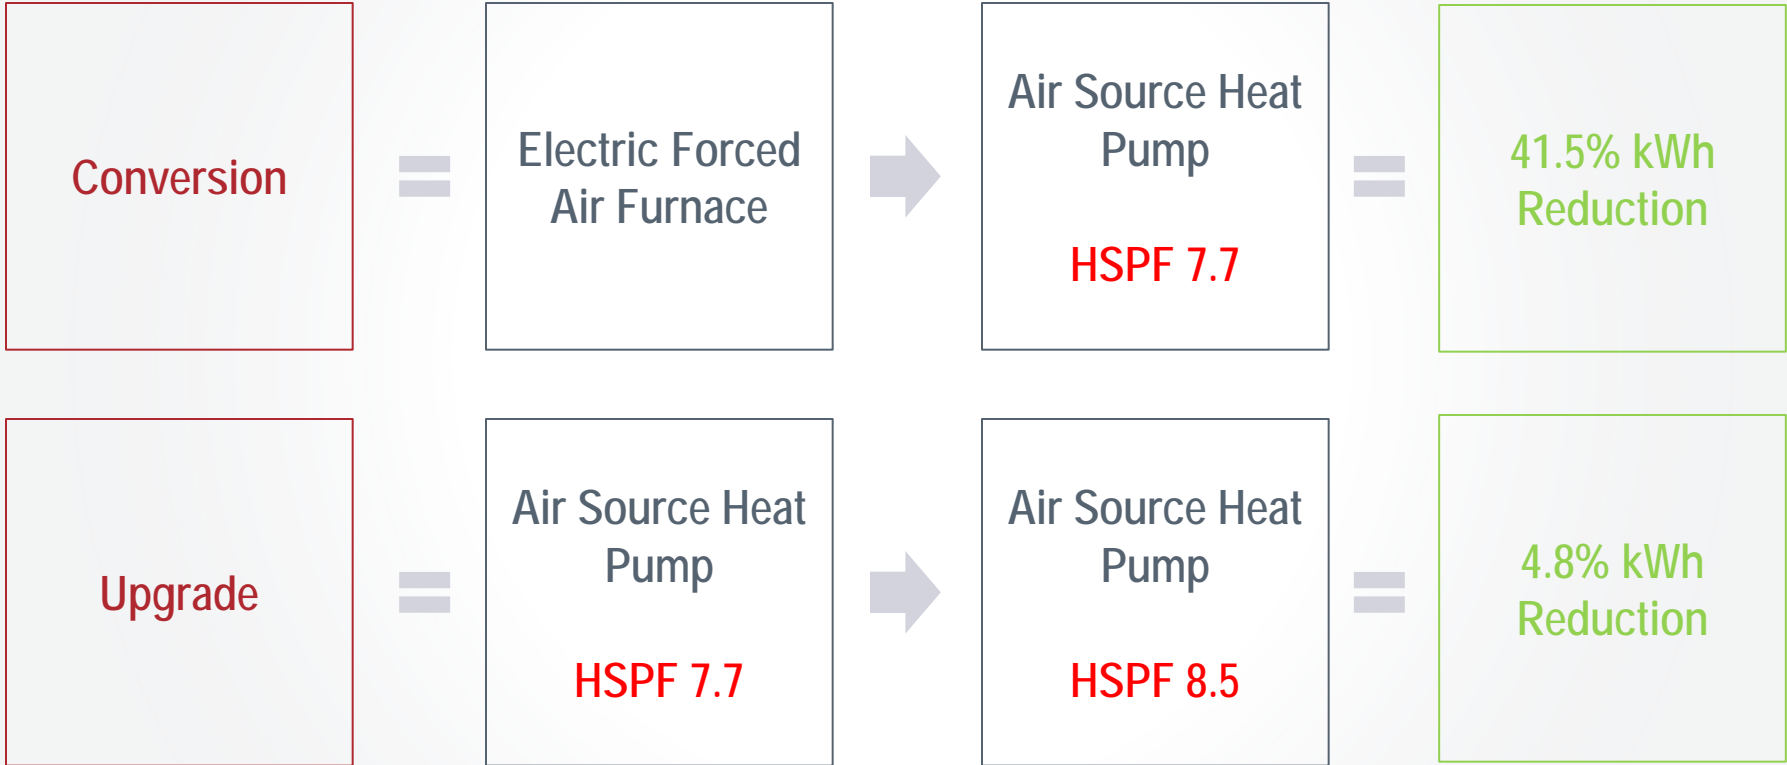 Conversion
Electric Forced
Air Furnace
Air Source Heat
Pump
HSPF 7.7
41.5% kWh
Reduction
Upgrade
Air Source Heat
Pump
HSPF 7.7
Air Source Heat
Pump
HSPF 8.5
4.8% kWh
Reduction